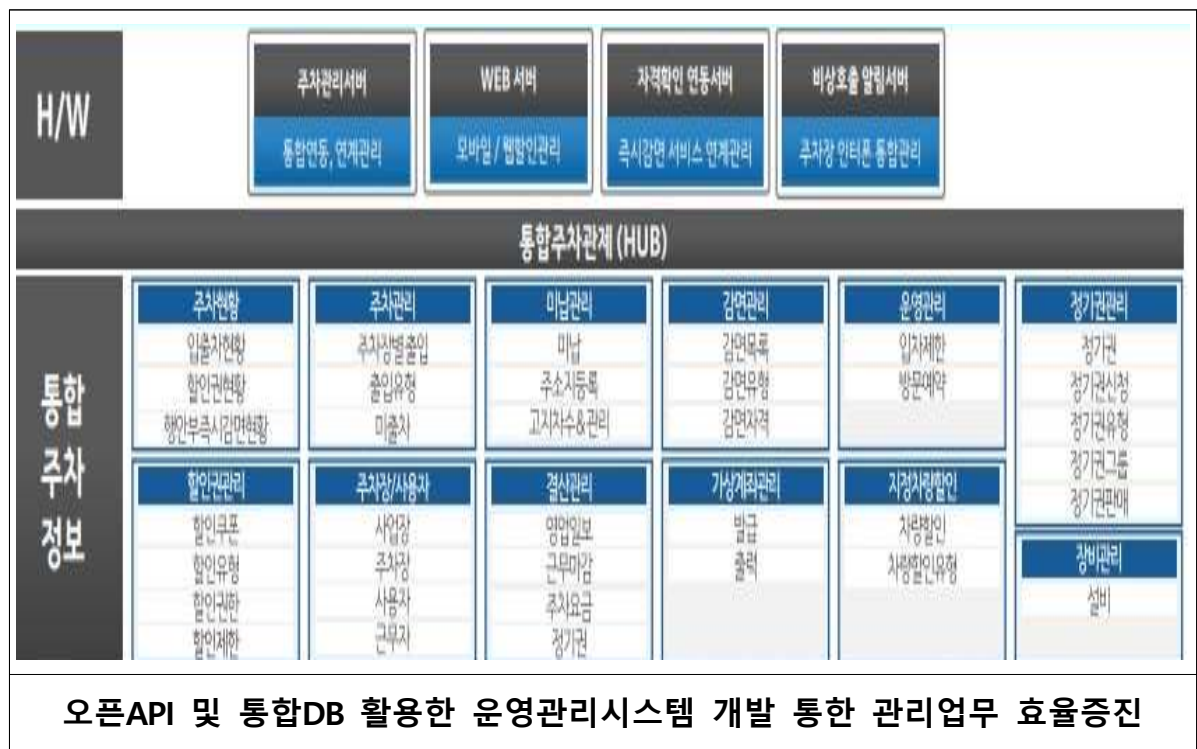 H/W
주차관리서버
통합연동, 연계관리
WEB 서버
모바일 / 웹할인관리
자격확인 연동서버
즉시감면 서비스 연계관리
비상호출 알림서버
주차장 인터폰 통합관리
통합주차관제 (HUB)
통합
주차
정보
주차현황
입출차현황
할인권현황
행안부즉시감면현황
주차관리
주차장별 출입
출입유형
미출차
미납관리
미납
주소지등록
고지차수&관리
감면관리
감면목록
감면유형
감면자격
운영관리
입차제한
방문예약
정기권관리
정기권
정기권신청
정기권유형
정기권그룹
정기권판매
할인권관리
할인쿠폰
할인유형
할인권한
할인제한
주차장/사용자
사업장
주차장
사용자
근무자
결산관리
영업일보
근무마감
주차요금
정기권
가상계좌관리
발급
출력
지정차량할인
차량할인
차량할인유형
장비관리
설비
오픈API 및 통합DB 활용한 운영관리시스템 개발 통한 관리업무 효율증진